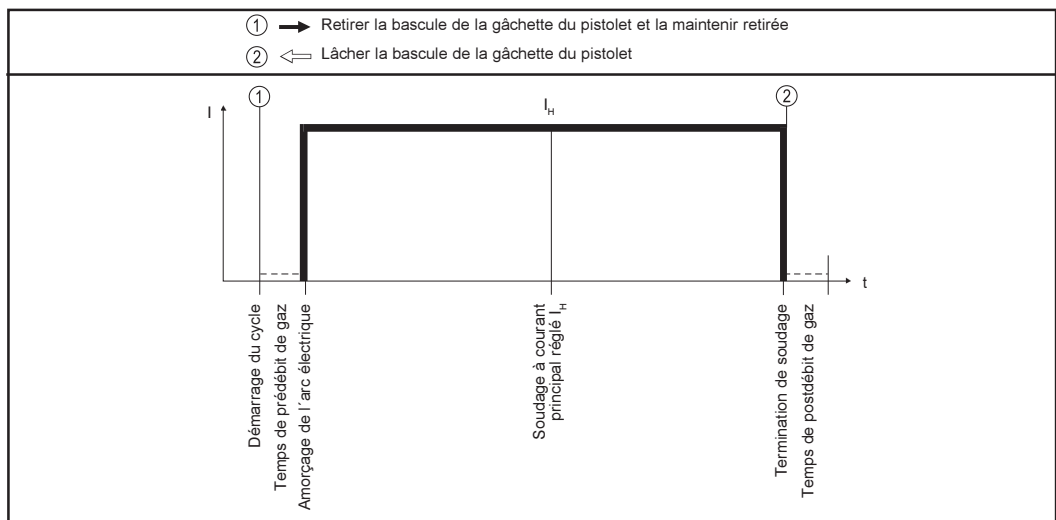 ① Retirer la bascule de la gâchette du pistolet et la maintenir retirée
② Lâcher la bascule de la gâchette du pistolet
I
①
I_H
②
t
Démarrage du cycle
Temps de prédébit de gaz
Amorçage de l´arc électrique
Soudage à courant
principal réglé I_H
Termination de soudage
Temps de postdébit de gaz